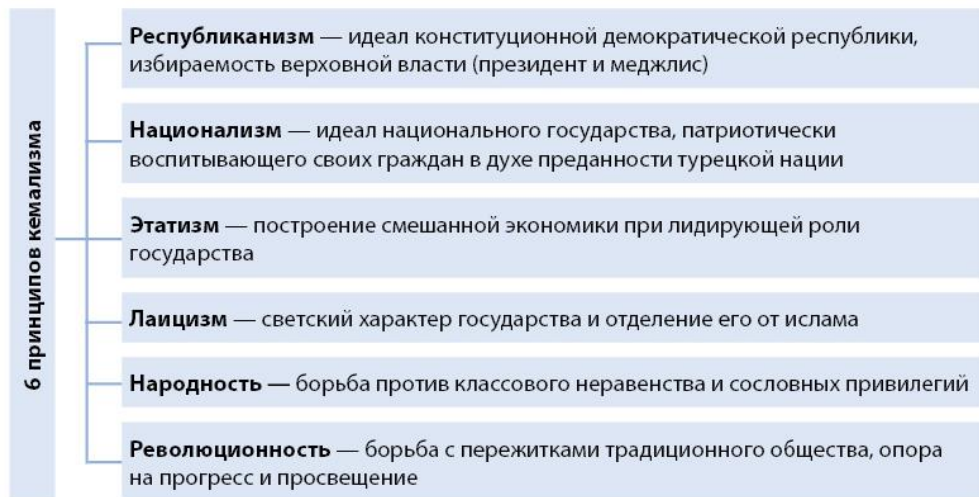 6 принципов кемализма
Республиканизм — идеал конституционной демократической республики,
избираемость верховной власти (президент и меджлис)
Национализм — идеал национального государства, патриотически
воспитывающего своих граждан в духе преданности турецкой нации
Этатизм — построение смешанной экономики при лидирующей роли
государства
Лаицизм — светский характер государства и отделение его от ислама
Народность — борьба против классового неравенства и сословных привилегий
Революционность — борьба с пережитками традиционного общества, опора
на прогресс и просвещение